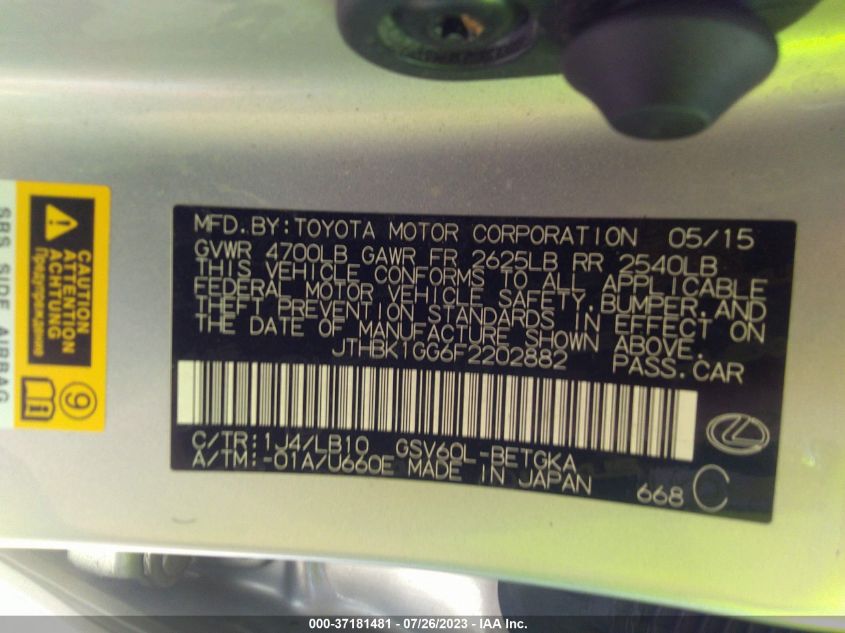 MFD.BY:TOYOTA MOTOR CORPORATION 05/15
GVWR 4700LB GAWR FR 2625LB RR 2540LB
THIS VEHICLE CONFORMS TO ALL APPLICABLE
FEDERAL MOTOR VEHICLE SAFETY,BUMPER,AND
THEFT PREVENTION STANDARDS IN EFFECT ON
THE DATE OF MANUFACTURE SHOWN ABOVE.
JTHBK1GG6F2202882 PASS.CAR
C/TR:1J4/LB10 GSV60L-BETGKA
A/TM:-01A/U660E MADE IN JAPAN 668 C
CAUTION
ATTENTION
ACHTUNG
Предупреждение
9
SRS SIDE AIRBAG
000-37181481 - 07/26/2023 - IAA Inc.